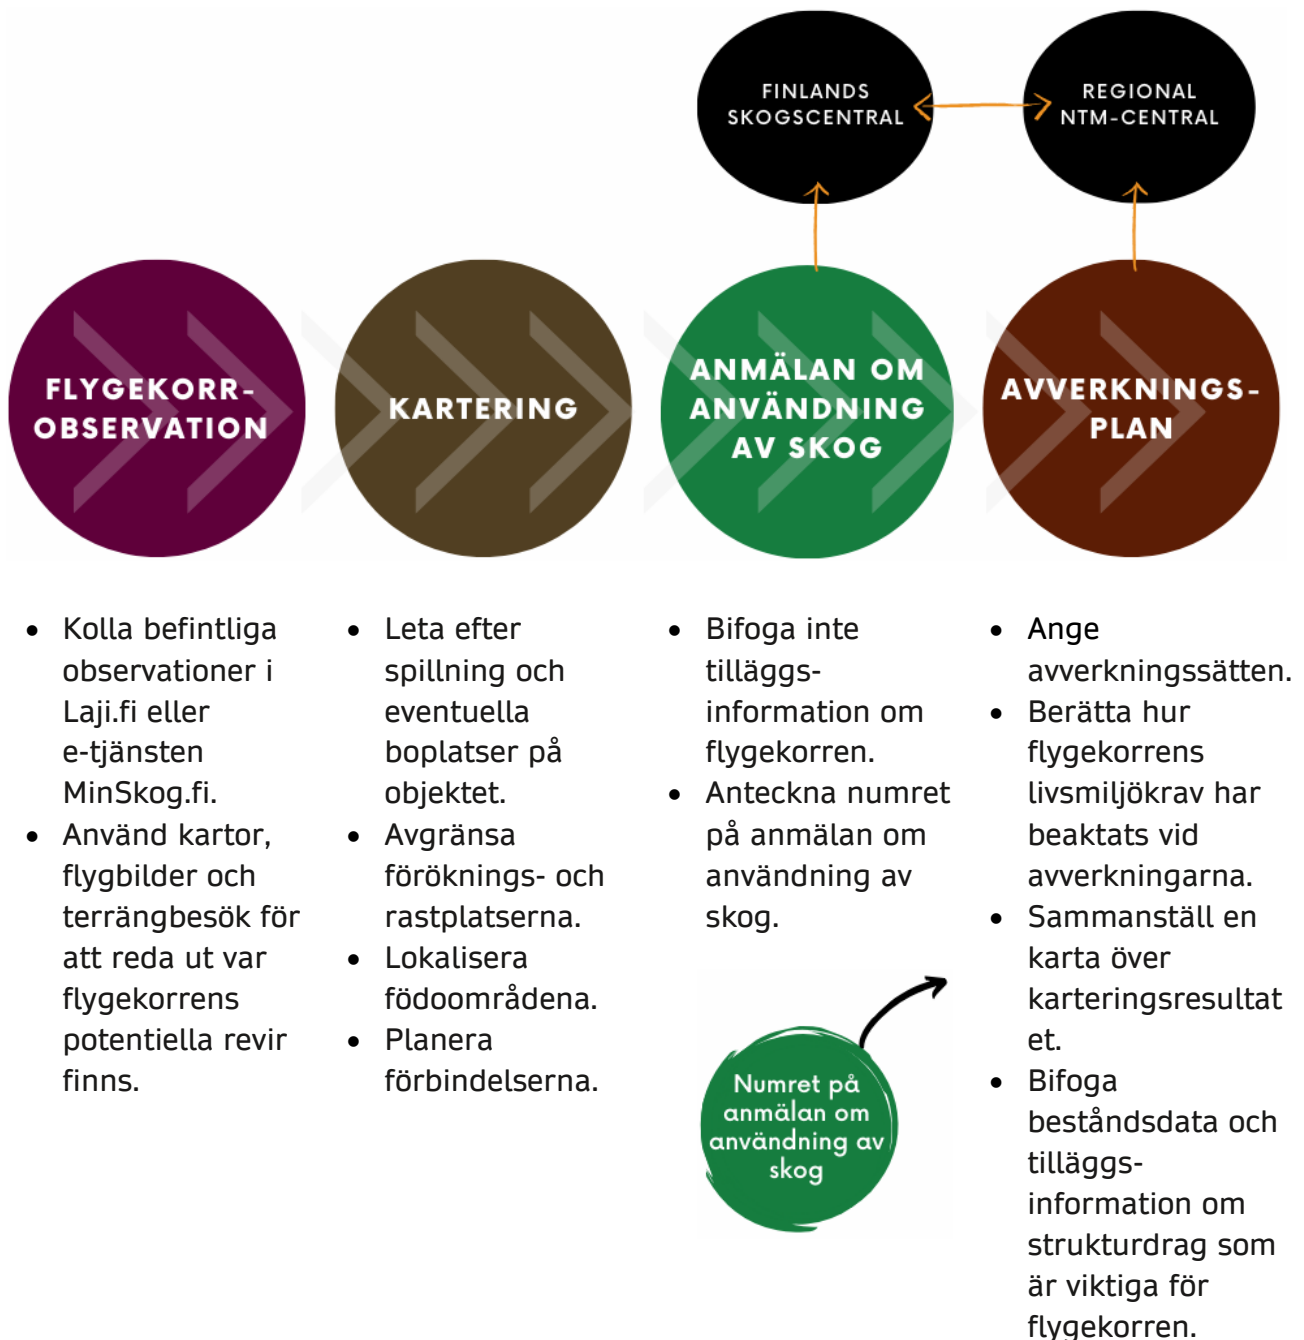 FINLANDS
SKOGSCENTRAL
REGIONAL
NTM-CENTRAL
FLYGEKORR-
OBSERVATION
KARTERING
ANMÄLAN OM
ANVÄNDNING
AV SKOG
AVVERKNINGS-
PLAN
• Kolla befintliga
observationer i
Laji.fi eller
e-tjänsten
MinSkog.fi.
• Använd kartor,
flygbilder och
terrängbesök för
att reda ut var
flygekorrens
potentiella revir
finns.
• Leta efter
spillning och
eventuella
boplatser på
objektet.
• Avgränsa
föröknings- och
rastplatserna.
• Lokalisera
födoområdena.
• Planera
förbindelserna.
• Bifoga inte
tilläggs-
information om
flygekorren.
• Anteckna numret
på anmälan om
användning av
skog.
Numret på
anmälan om
användning av
skog
• Ange
avverkningssätten.
• Berätta hur
flygekorrens
livsmiljökrav har
beaktats vid
avverkningarna.
• Sammanställ en
karta över
karteringsresultat
et.
• Bifoga
beståndsdata och
tilläggs-
information om
strukturdrag som
är viktiga för
flygekorren.